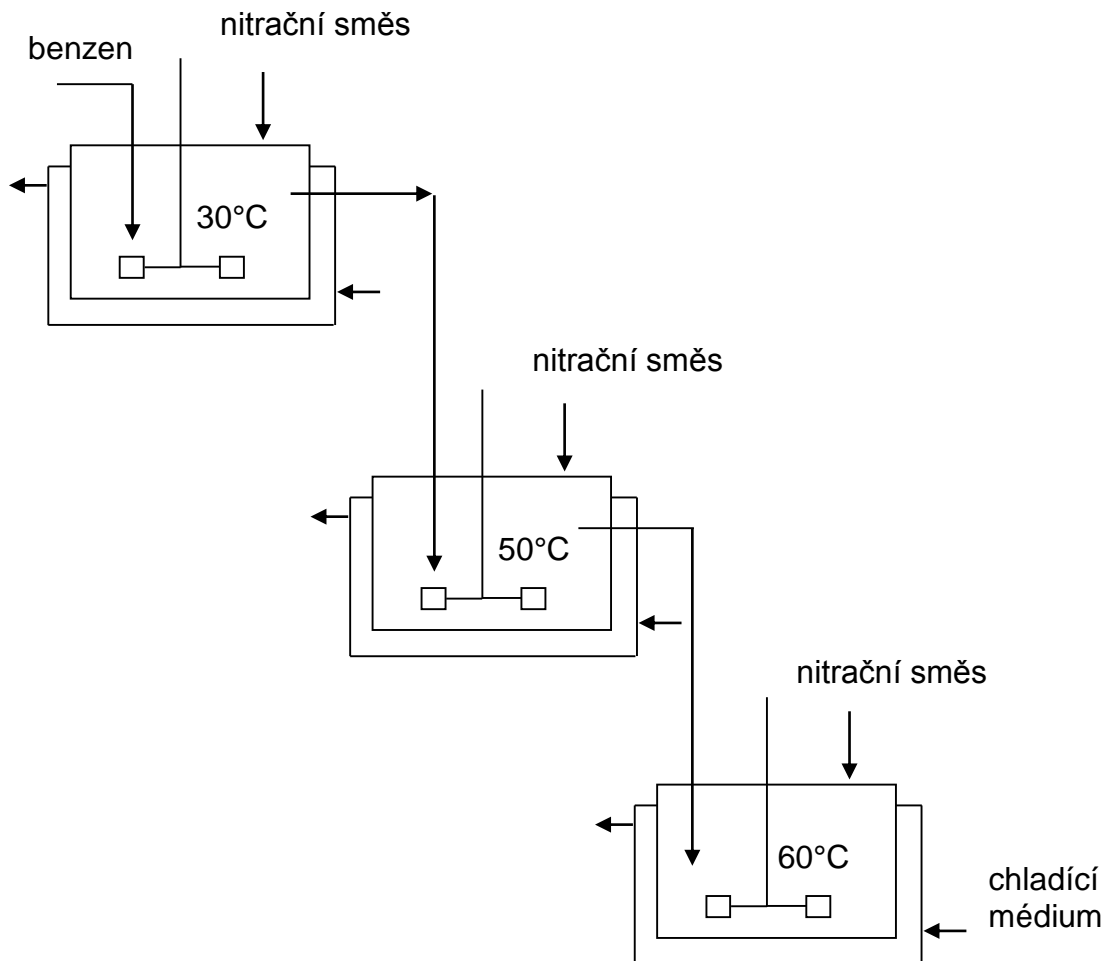 nitrační směs
benzen
30°C
nitrační směs
50°C
nitrační směs
60°C
chladící
médium